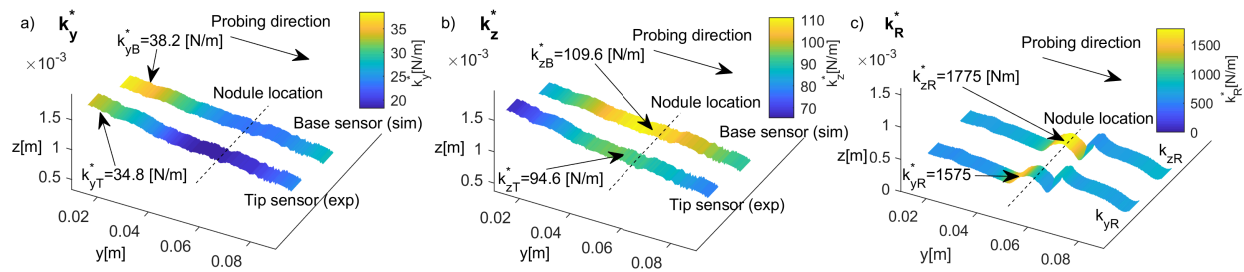 a) k*y
Probing direction
k*yB=38.2 [N/m]
×10-3
Nodule location
Base sensor (sim)
k*yT=34.8 [N/m]
Tip sensor (exp)
z[m]
1.5
1
0.5
0.02
0.04
0.06
0.08
y[m]
35
30
25
20
k*y[N/m]
b) k*z
Probing direction
k*zB=109.6 [N/m]
×10-3
Nodule location
Base sensor (sim)
k*zT=94.6 [N/m]
Tip sensor (exp)
z[m]
1.5
1
0.5
0.02
0.04
0.06
0.08
y[m]
110
100
90
80
70
k*z[N/m]
c) k*R
Probing direction
k*zR=1775 [Nm]
×10-3
Nodule location
k*yR=1575
kzR
kyR
z[m]
1.5
1
0.5
0
0.02
0.04
0.06
0.08
y[m]
1500
1000
500
0
k*R[N/m]